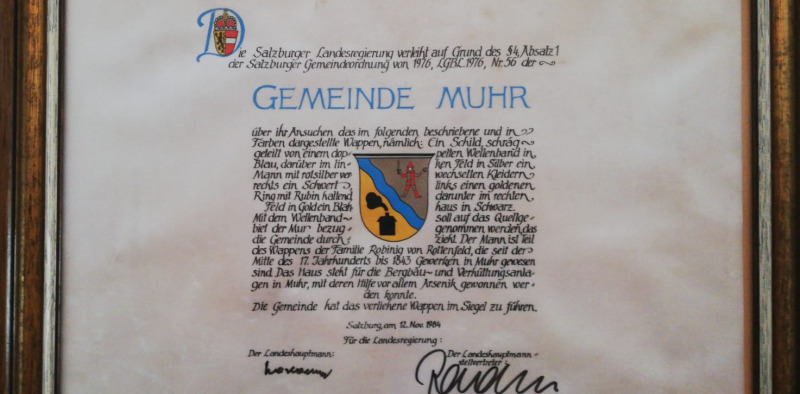 Die Salzburger Landesregierung verleiht auf Grund des §4, Absatz 1
der Salzburger Gemeindeordnung von 1976, LGBL. 1976, Nr. 56 der
GEMEINDE MUHR
über ihr Ansuchen das im folgenden beschriebene und in
Farben dargestellte Wappen, nämlich: Ein Schild, schräg
geteilt von einem dop- pelten Wellenband in
Blau, darüber im lin- ken Feld in Silber ein
Mann mit rotsilber ver- wechselten Kleidern
rechts ein Schwert, links einen goldenen
Ring mit Rubin haltend, darunter im rechten
Feld in Gold ein Bläh- haus in Schwarz.
Mit dem Wellenband soll auf das Quellge-
biet der Mur bezug genommen werden, das
die Gemeinde durch- zieht. Der Mann ist Teil
des Wappens der Familie Robinig von Rottenfeld, die seit der
Mitte des 17. Jahrhunderts bis 1843 Gewerken in Muhr gewesen
sind. Das Haus steht für die Bergbau- und Verhüttungsanla-
gen in Muhr, mit deren Hilfe vor allem Arsenik gewonnen wer-
den konnte.
Die Gemeinde hat das verliehene Wappen im Siegel zu führen.
Salzburg, am 12. Nov. 1984
Für die Landesregierung:
Der Landeshauptmann: Der Landeshauptmann-
stellvertreter: